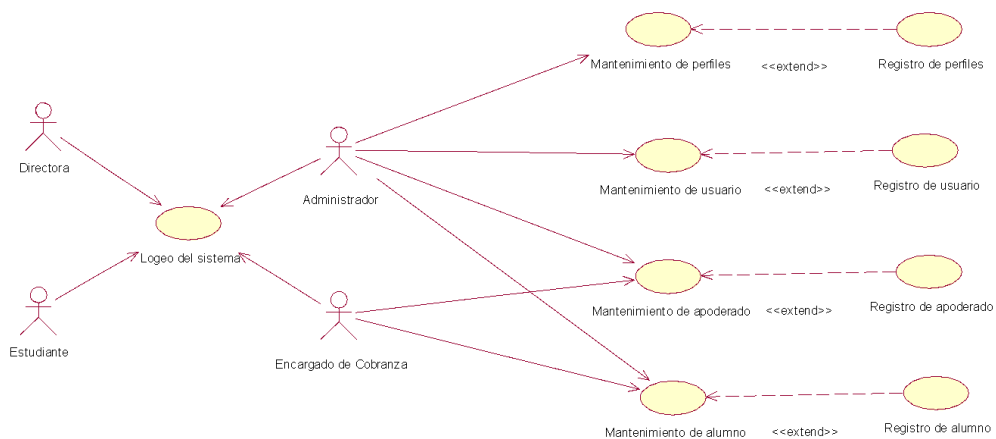 Mantenimiento de perfiles
<<extend>>
Registro de perfiles
Directora
Administrador
Mantenimiento de usuario
<<extend>>
Registro de usuario
Logeo del sistema
Estudiante
Encargado de Cobranza
Mantenimiento de apoderado
<<extend>>
Registro de apoderado
Mantenimiento de alumno
<<extend>>
Registro de alumno